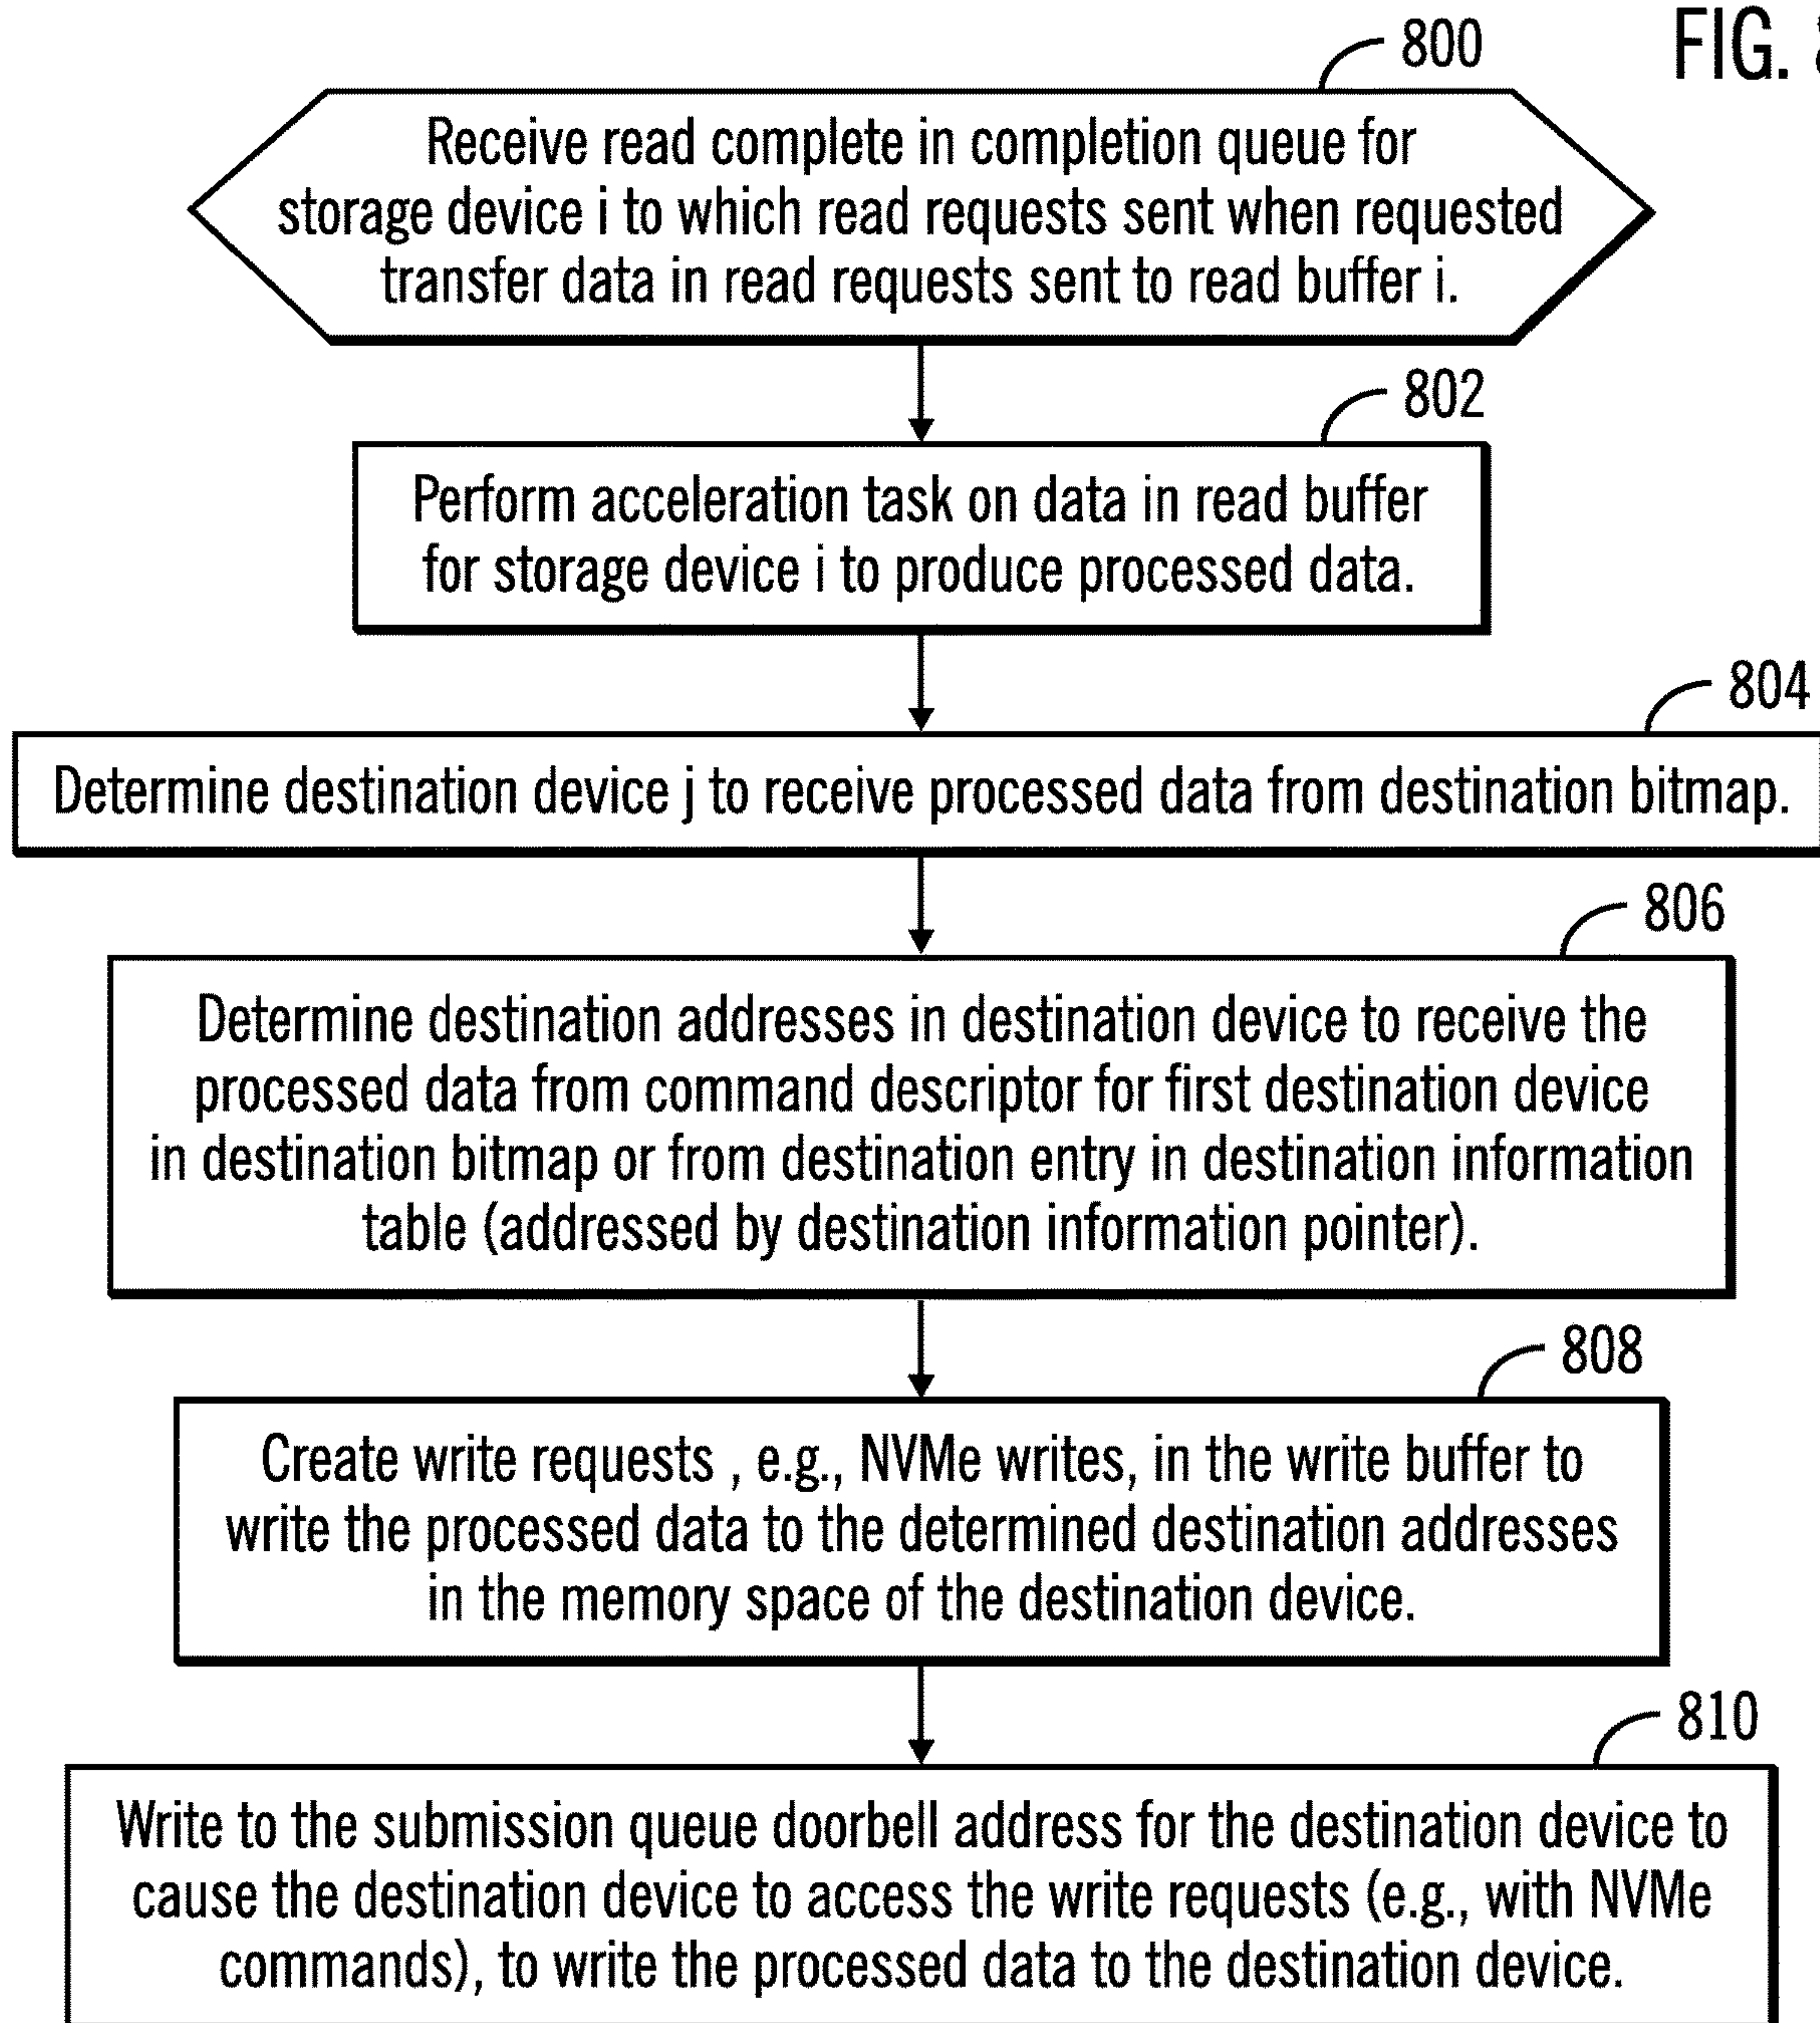 FIG. 8
800
Receive read complete in completion queue for
storage device i to which read requests sent when requested
transfer data in read requests sent to read buffer i.
802
Perform acceleration task on data in read buffer
for storage device i to produce processed data.
804
Determine destination device j to receive processed data from destination bitmap.
806
Determine destination addresses in destination device to receive the
processed data from command descriptor for first destination device
in destination bitmap or from destination entry in destination information
table (addressed by destination information pointer).
808
Create write requests , e.g., NVMe writes, in the write buffer to
write the processed data to the determined destination addresses
in the memory space of the destination device.
810
Write to the submission queue doorbell address for the destination device to
cause the destination device to access the write requests (e.g., with NVMe
commands), to write the processed data to the destination device.